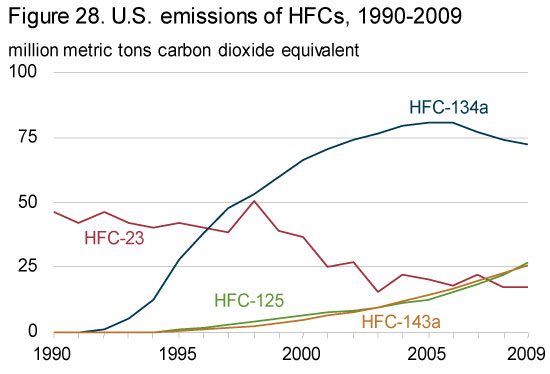 Figure 28. U.S. emissions of HFCs, 1990-2009
million metric tons carbon dioxide equivalent
100
HFC-134a
75
50
HFC-23
25
HFC-125
HFC-143a
0
1990 1995 2000 2005 2009